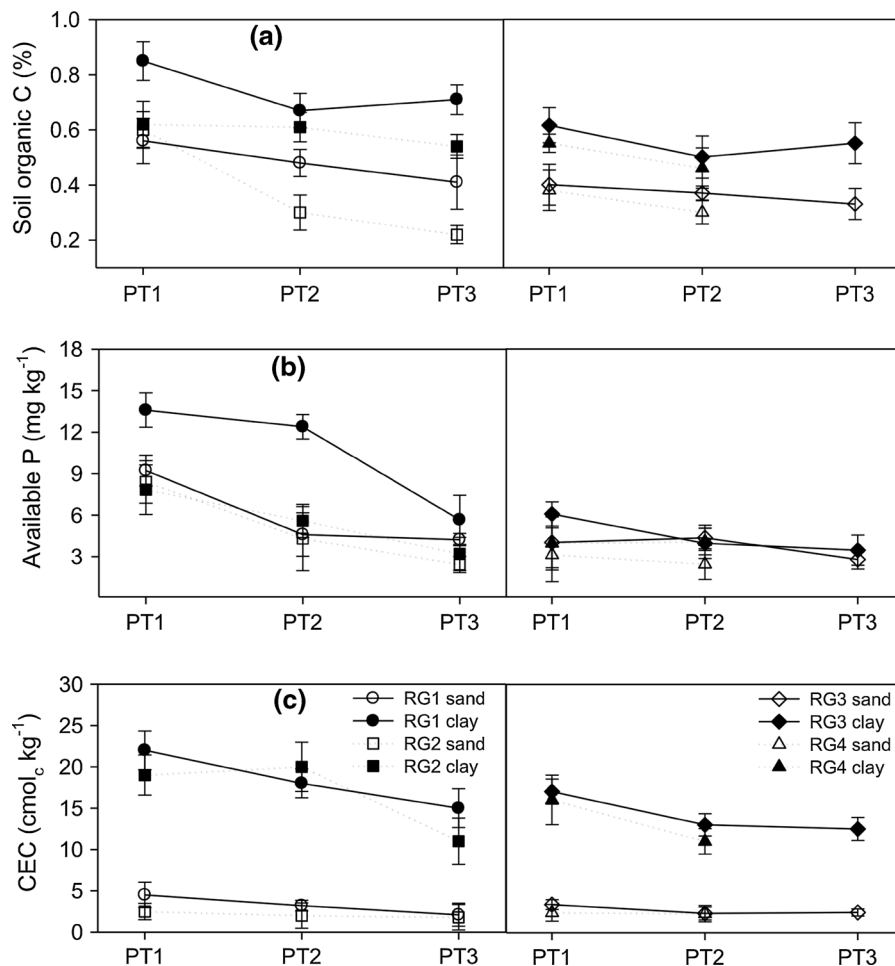 (a)
Soil organic C (%)
1.0
0.8
0.6
0.4
0.2
PT1 PT2 PT3 PT1 PT2 PT3
(b)
Available P (mg kg⁻¹)
18
15
12
9
6
3
PT1 PT2 PT3 PT1 PT2 PT3
(c)
CEC (cmol꜀ kg⁻¹)
30
25
20
15
10
5
0
RG1 sand
RG1 clay
RG2 sand
RG2 clay
RG3 sand
RG3 clay
RG4 sand
RG4 clay
PT1 PT2 PT3 PT1 PT2 PT3